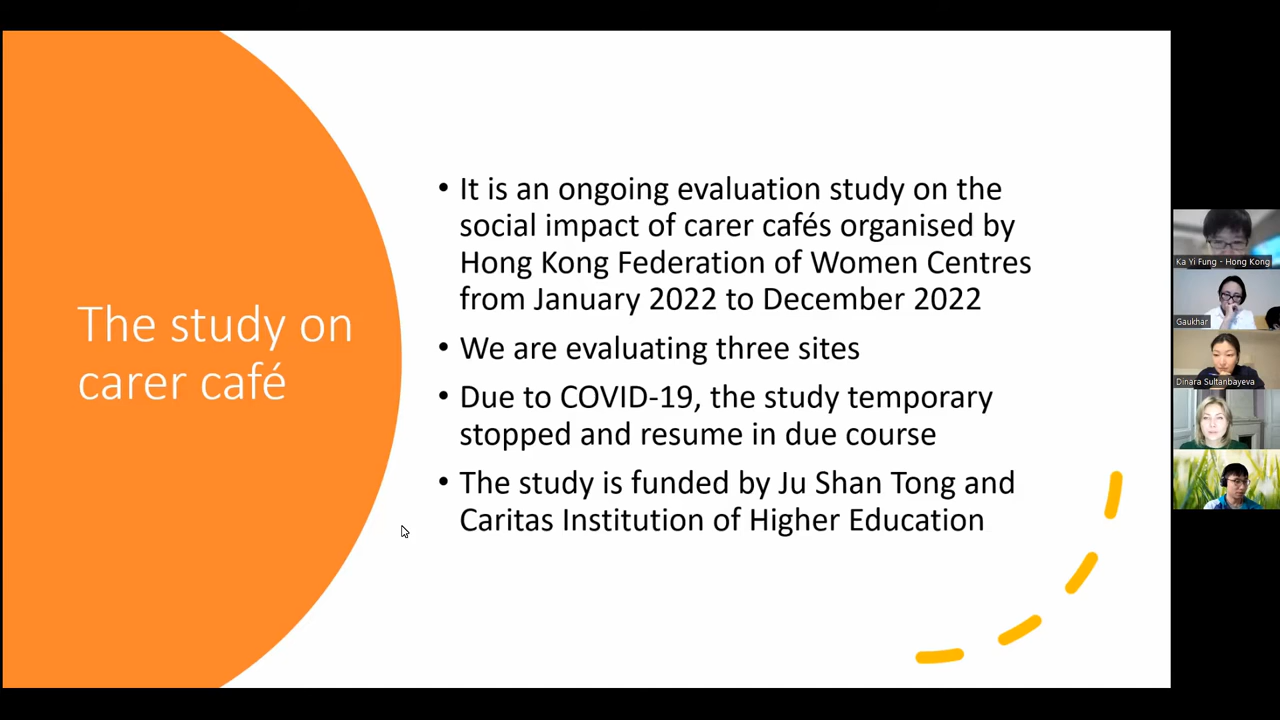 The study on
carer café
• It is an ongoing evaluation study on the
social impact of carer cafés organised by
Hong Kong Federation of Women Centres
from January 2022 to December 2022
• We are evaluating three sites
• Due to COVID-19, the study temporary
stopped and resume in due course
• The study is funded by Ju Shan Tong and
Caritas Institution of Higher Education
Ka Yi Fung - Hong Kong
Gaukhar
Dinara Sultanbayeva